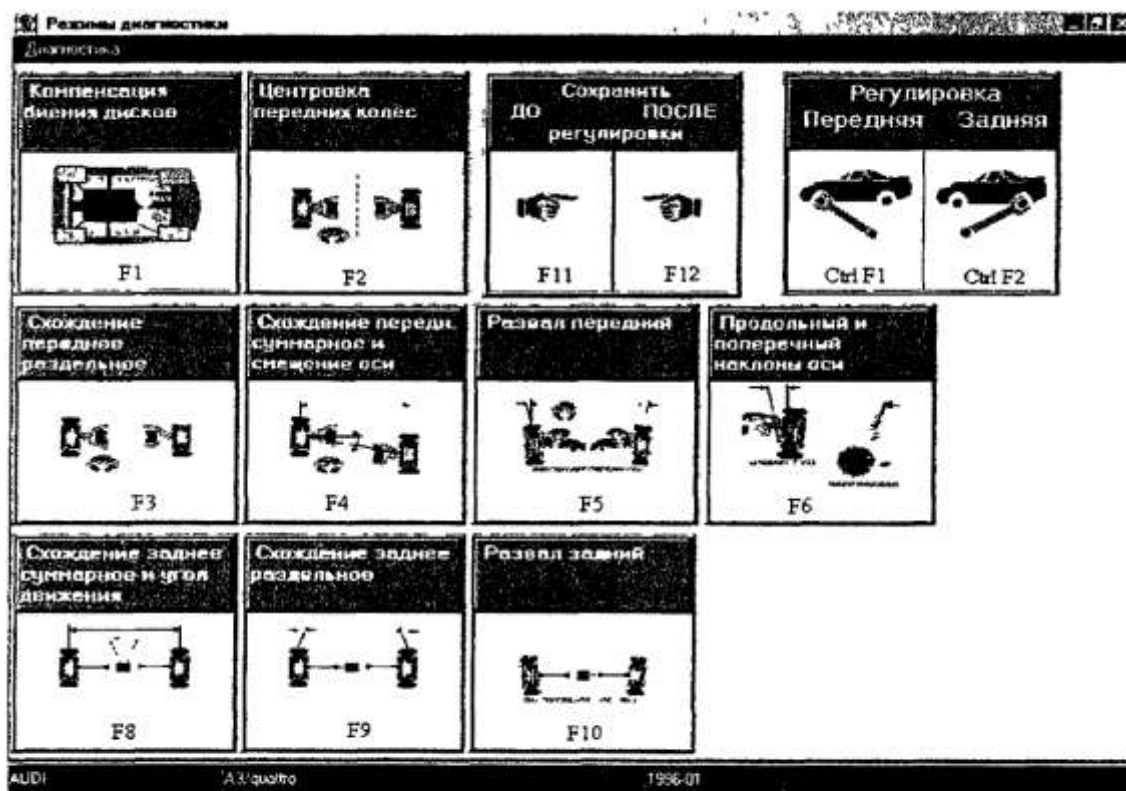 Режимы диагностики
Диагностика
Компенсация
биения дисков
F1
Центровка
передних колёс
F2
Сохранить
ДО ПОСЛЕ
регулировки
F11 F12
Регулировка
Передняя Задняя
Ctrl F1 Ctrl F2
Схождение
переднее
раздельное
F3
Схождение передн.
суммарное и
смещение оси
F4
Развал передний
F5
Продольный и
поперечный
наклоны оси
F6
Схождение заднее
суммарное и угол
движения
F8
Схождение заднее
раздельное
F9
Развал задний
F10
AUDI A3/quattro 1996-01